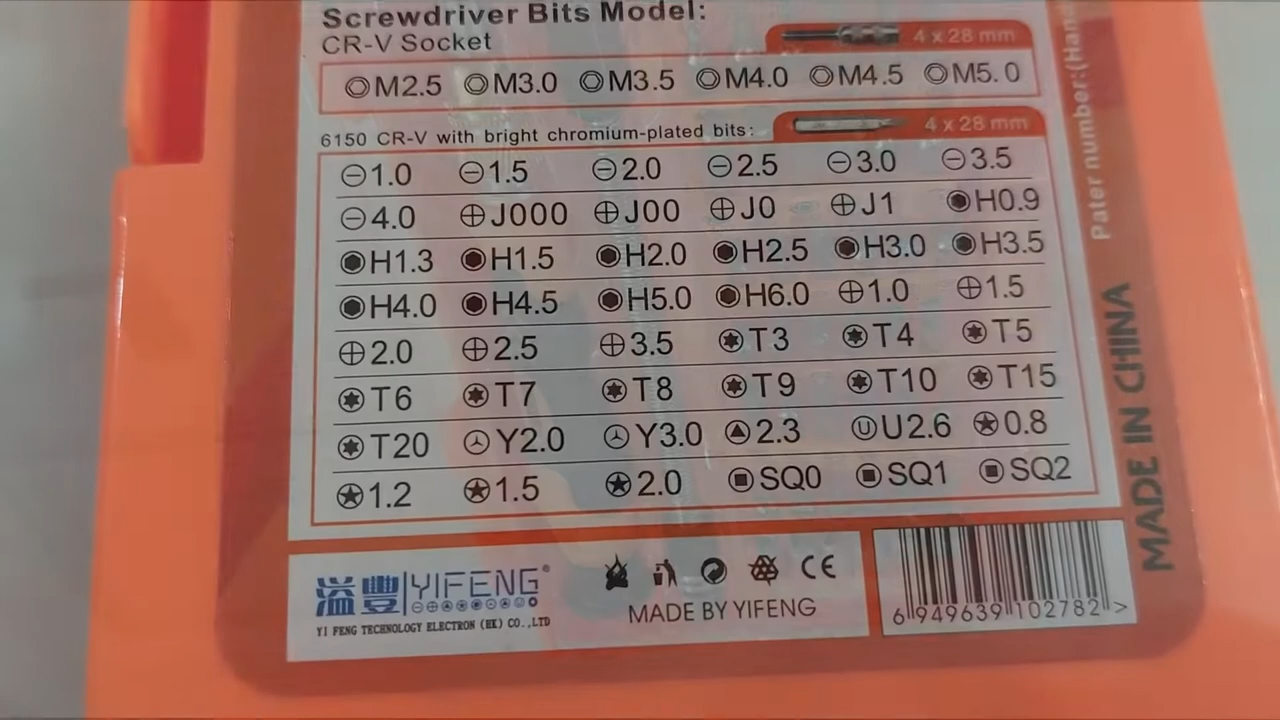 Screwdriver Bits Model:
CR-V Socket
4 x 28 mm
M2.5 M3.0 M3.5 M4.0 M4.5 M5.0
6150 CR-V with bright chromium-plated bits:
4 x 28 mm
1.0 1.5 2.0 2.5 3.0 3.5
4.0 J000 J00 J0 J1 H0.9
H1.3 H1.5 H2.0 H2.5 H3.0 H3.5
H4.0 H4.5 H5.0 H6.0 1.0 1.5
2.0 2.5 3.5 T3 T4 T5
T6 T7 T8 T9 T10 T15
T20 Y2.0 Y3.0 2.3 U2.6 0.8
1.2 1.5 2.0 SQ0 SQ1 SQ2
Pater number:(Han
MADE IN CHINA
溢豐 YIFENG®
YI FENG TECHNOLOGY ELECTRON (HK) CO.,LTD
CE
MADE BY YIFENG
6 949639 102782 >